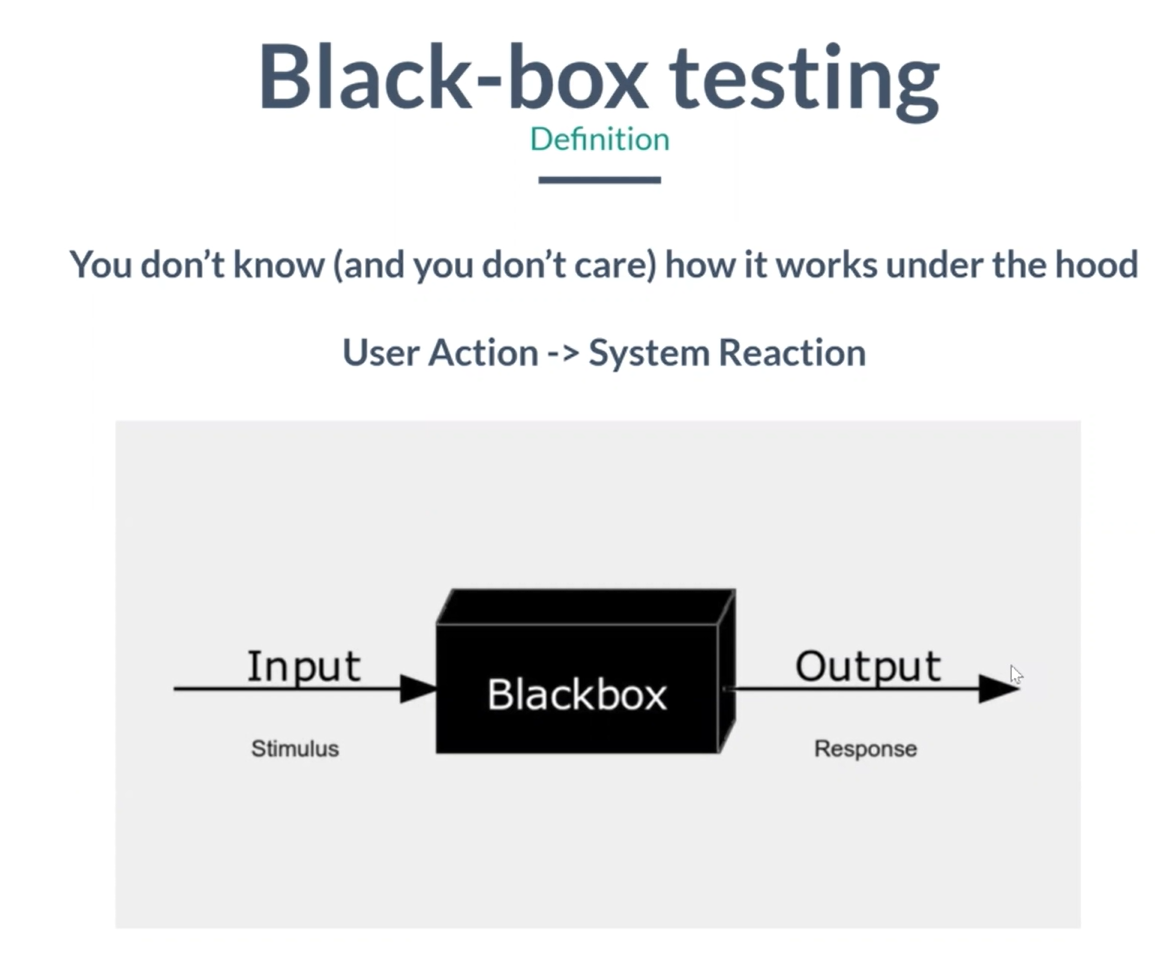 Black-box testing
Definition
You don’t know (and you don’t care) how it works under the hood
User Action -> System Reaction
Input
Blackbox
Output
Stimulus
Response